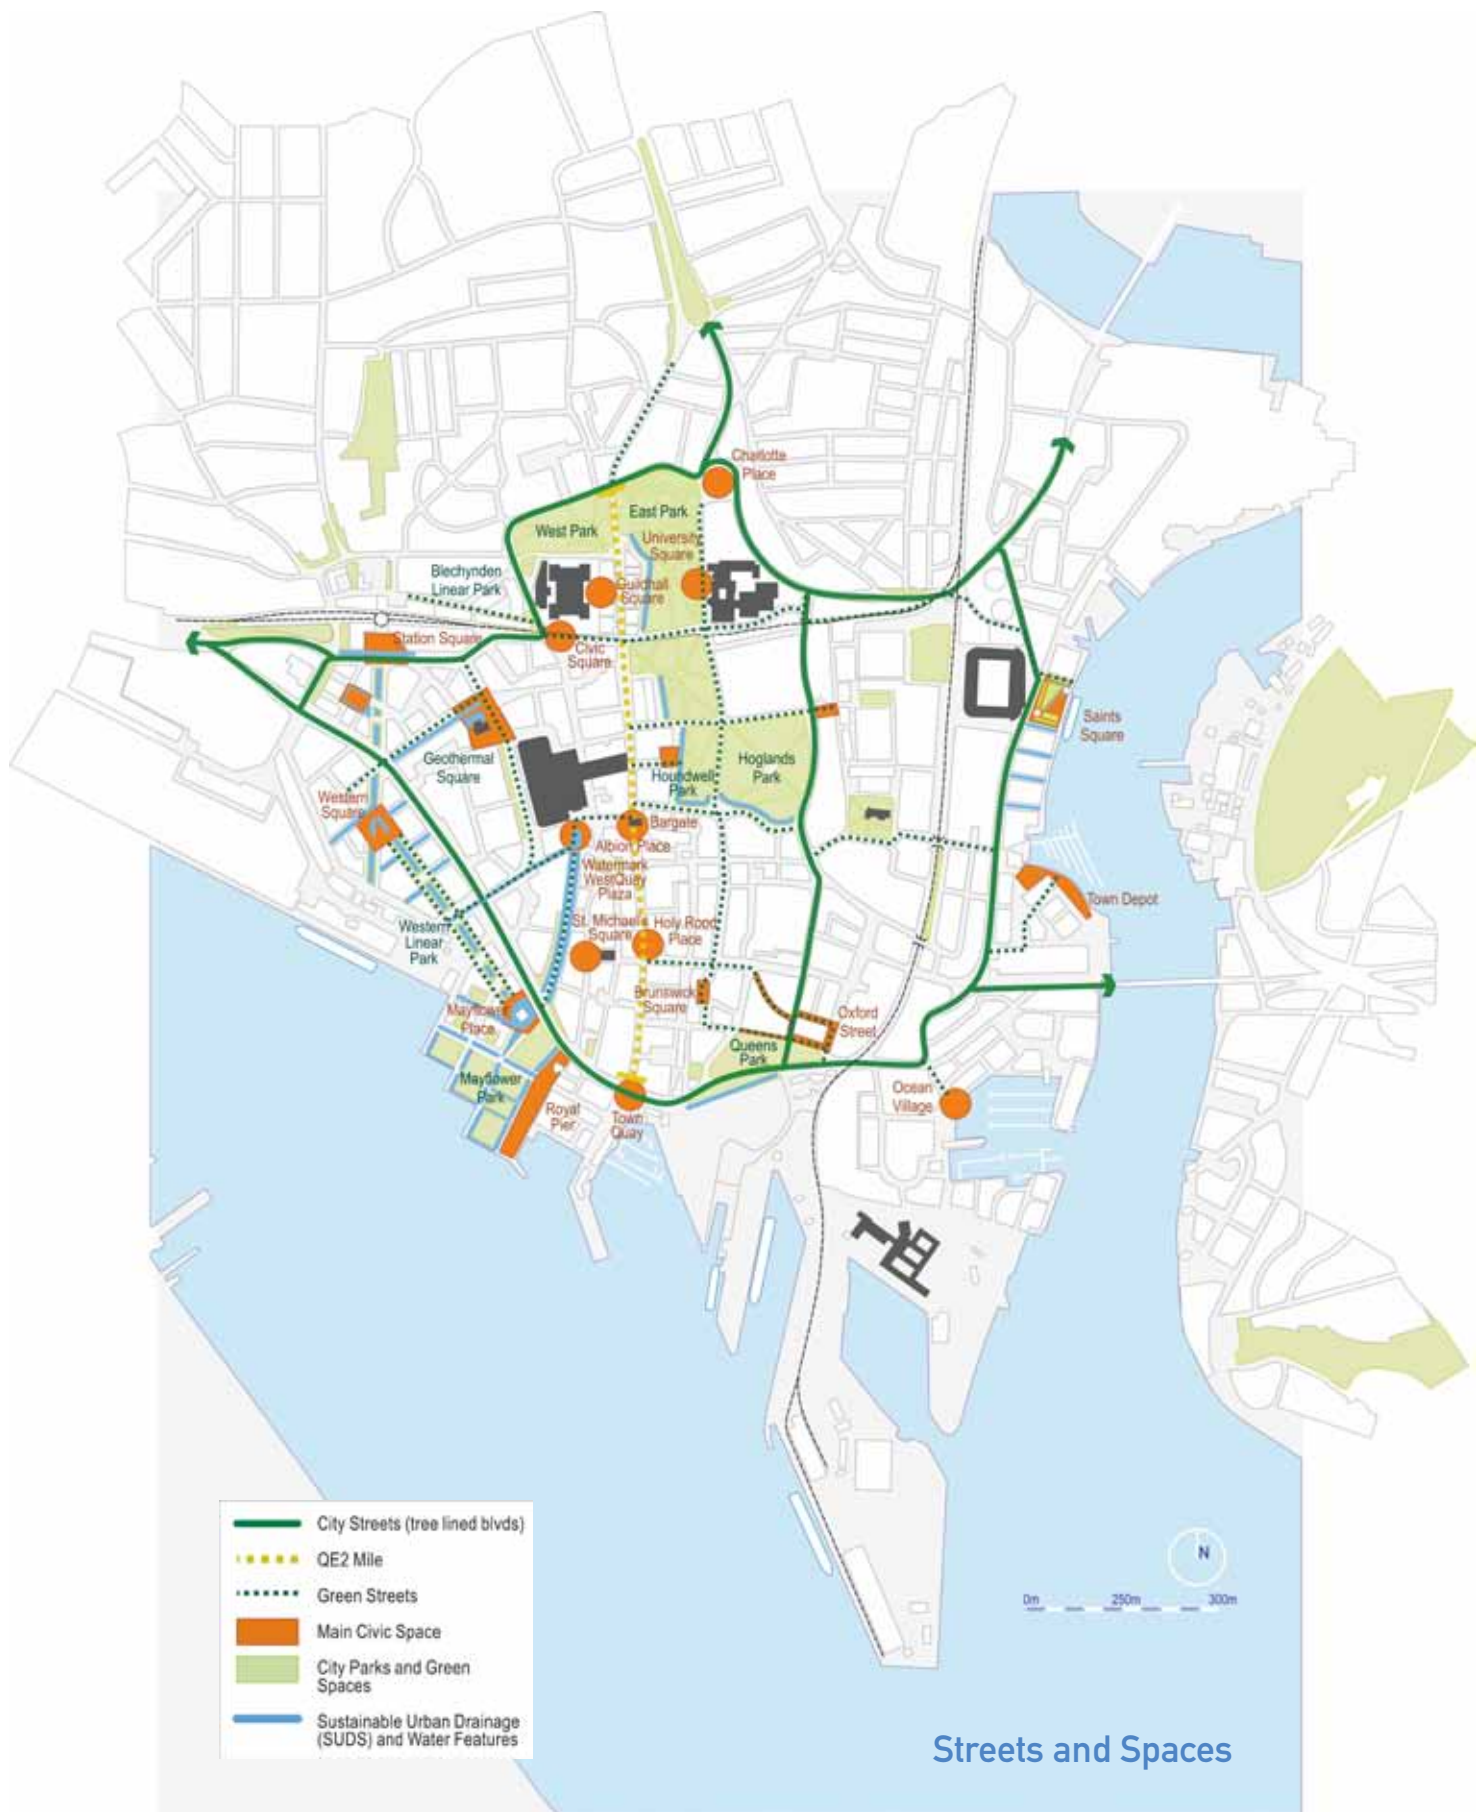 Charlotte
Place
East Park
West Park
University
Square
Blechynden
Linear Park
Guildhall
Square
Station Square
Civic
Square
Saints
Square
Geothermal
Square
Hoglands
Park
Houndwell
Park
Western
Square
Bargate
Albion Place
Watermark
WestQuay
Plaza
Town Depot
St. Michaels
Square
Holy Rood
Place
Western
Linear
Park
Brunswick
Square
Mayflower
Place
Oxford
Street
Queens
Park
Mayflower
Park
Ocean
Village
Royal
Pier
Town
Quay
City Streets (tree lined blvds)
QE2 Mile
Green Streets
Main Civic Space
City Parks and Green
Spaces
Sustainable Urban Drainage
(SUDS) and Water Features
N
0m 250m 300m
Streets and Spaces